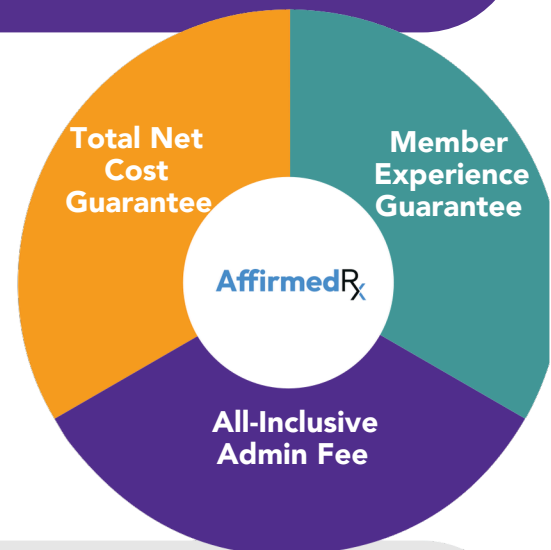 Total Net
Cost
Guarantee
Member
Experience
Guarantee
AffirmedRx
All-Inclusive
Admin Fee